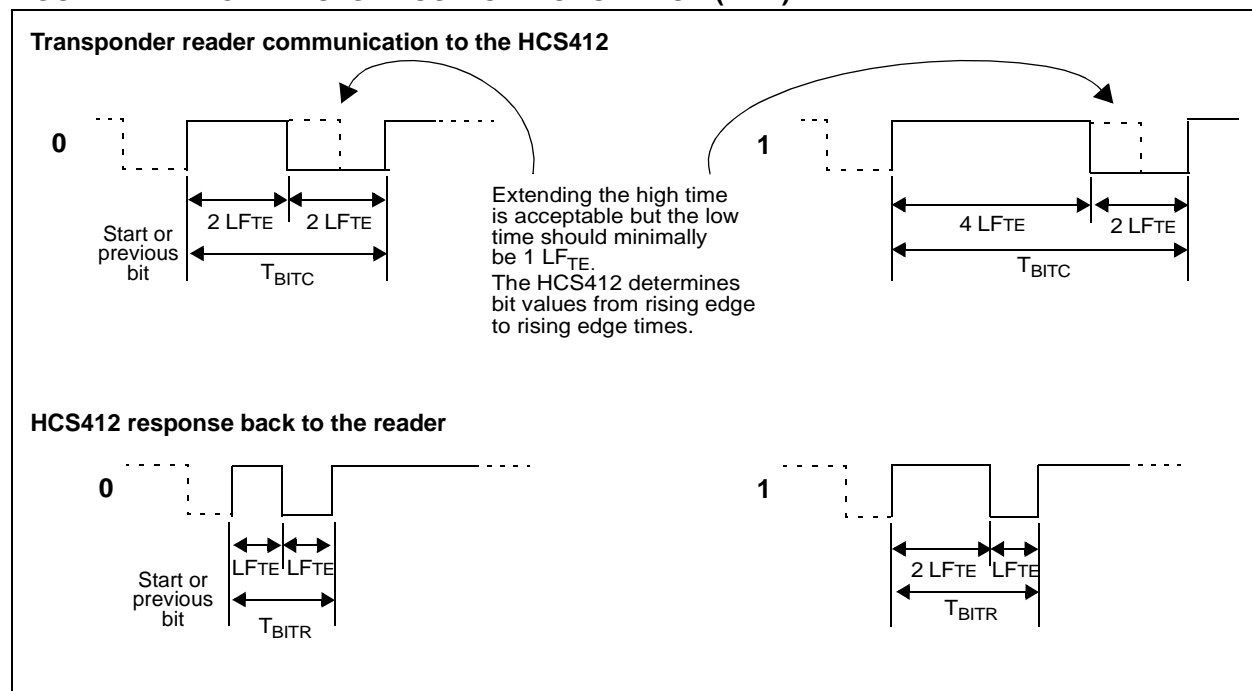 Transponder reader communication to the HCS412
0
1
2 LFTE
2 LFTE
Start or
previous
bit
TBITC
Extending the high time
is acceptable but the low
time should minimally
be 1 LFTE.
The HCS412 determines
bit values from rising edge
to rising edge times.
4 LFTE
2 LFTE
TBITC
HCS412 response back to the reader
0
1
LFTE
LFTE
Start or
previous
bit
TBITR
2 LFTE
LFTE
TBITR